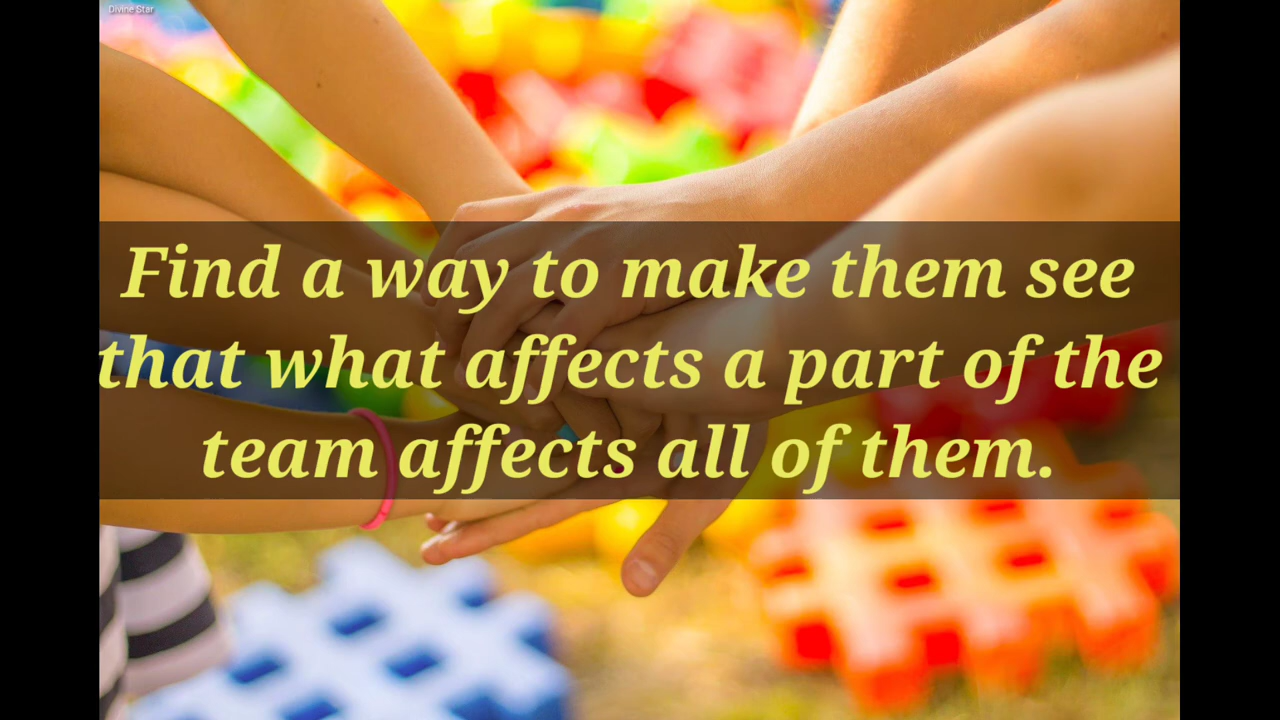 Divine Star
Find a way to make them see
that what affects a part of the
team affects all of them.